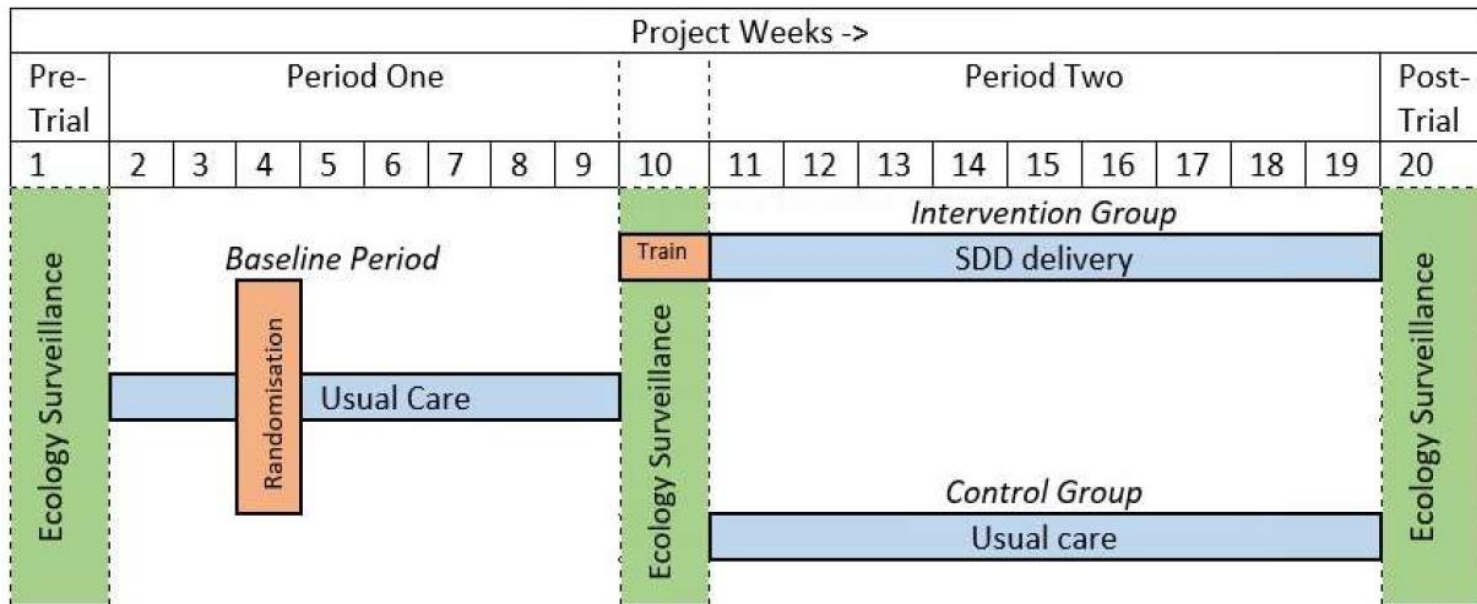 Project Weeks ->
Pre-
Trial
Period One
Period Two
Post-
Trial
1 2 3 4 5 6 7 8 9 10 11 12 13 14 15 16 17 18 19 20
Ecology Surveillance
Baseline Period
Randomisation
Usual Care
Train
Ecology Surveillance
Intervention Group
SDD delivery
Control Group
Usual care
Ecology Surveillance